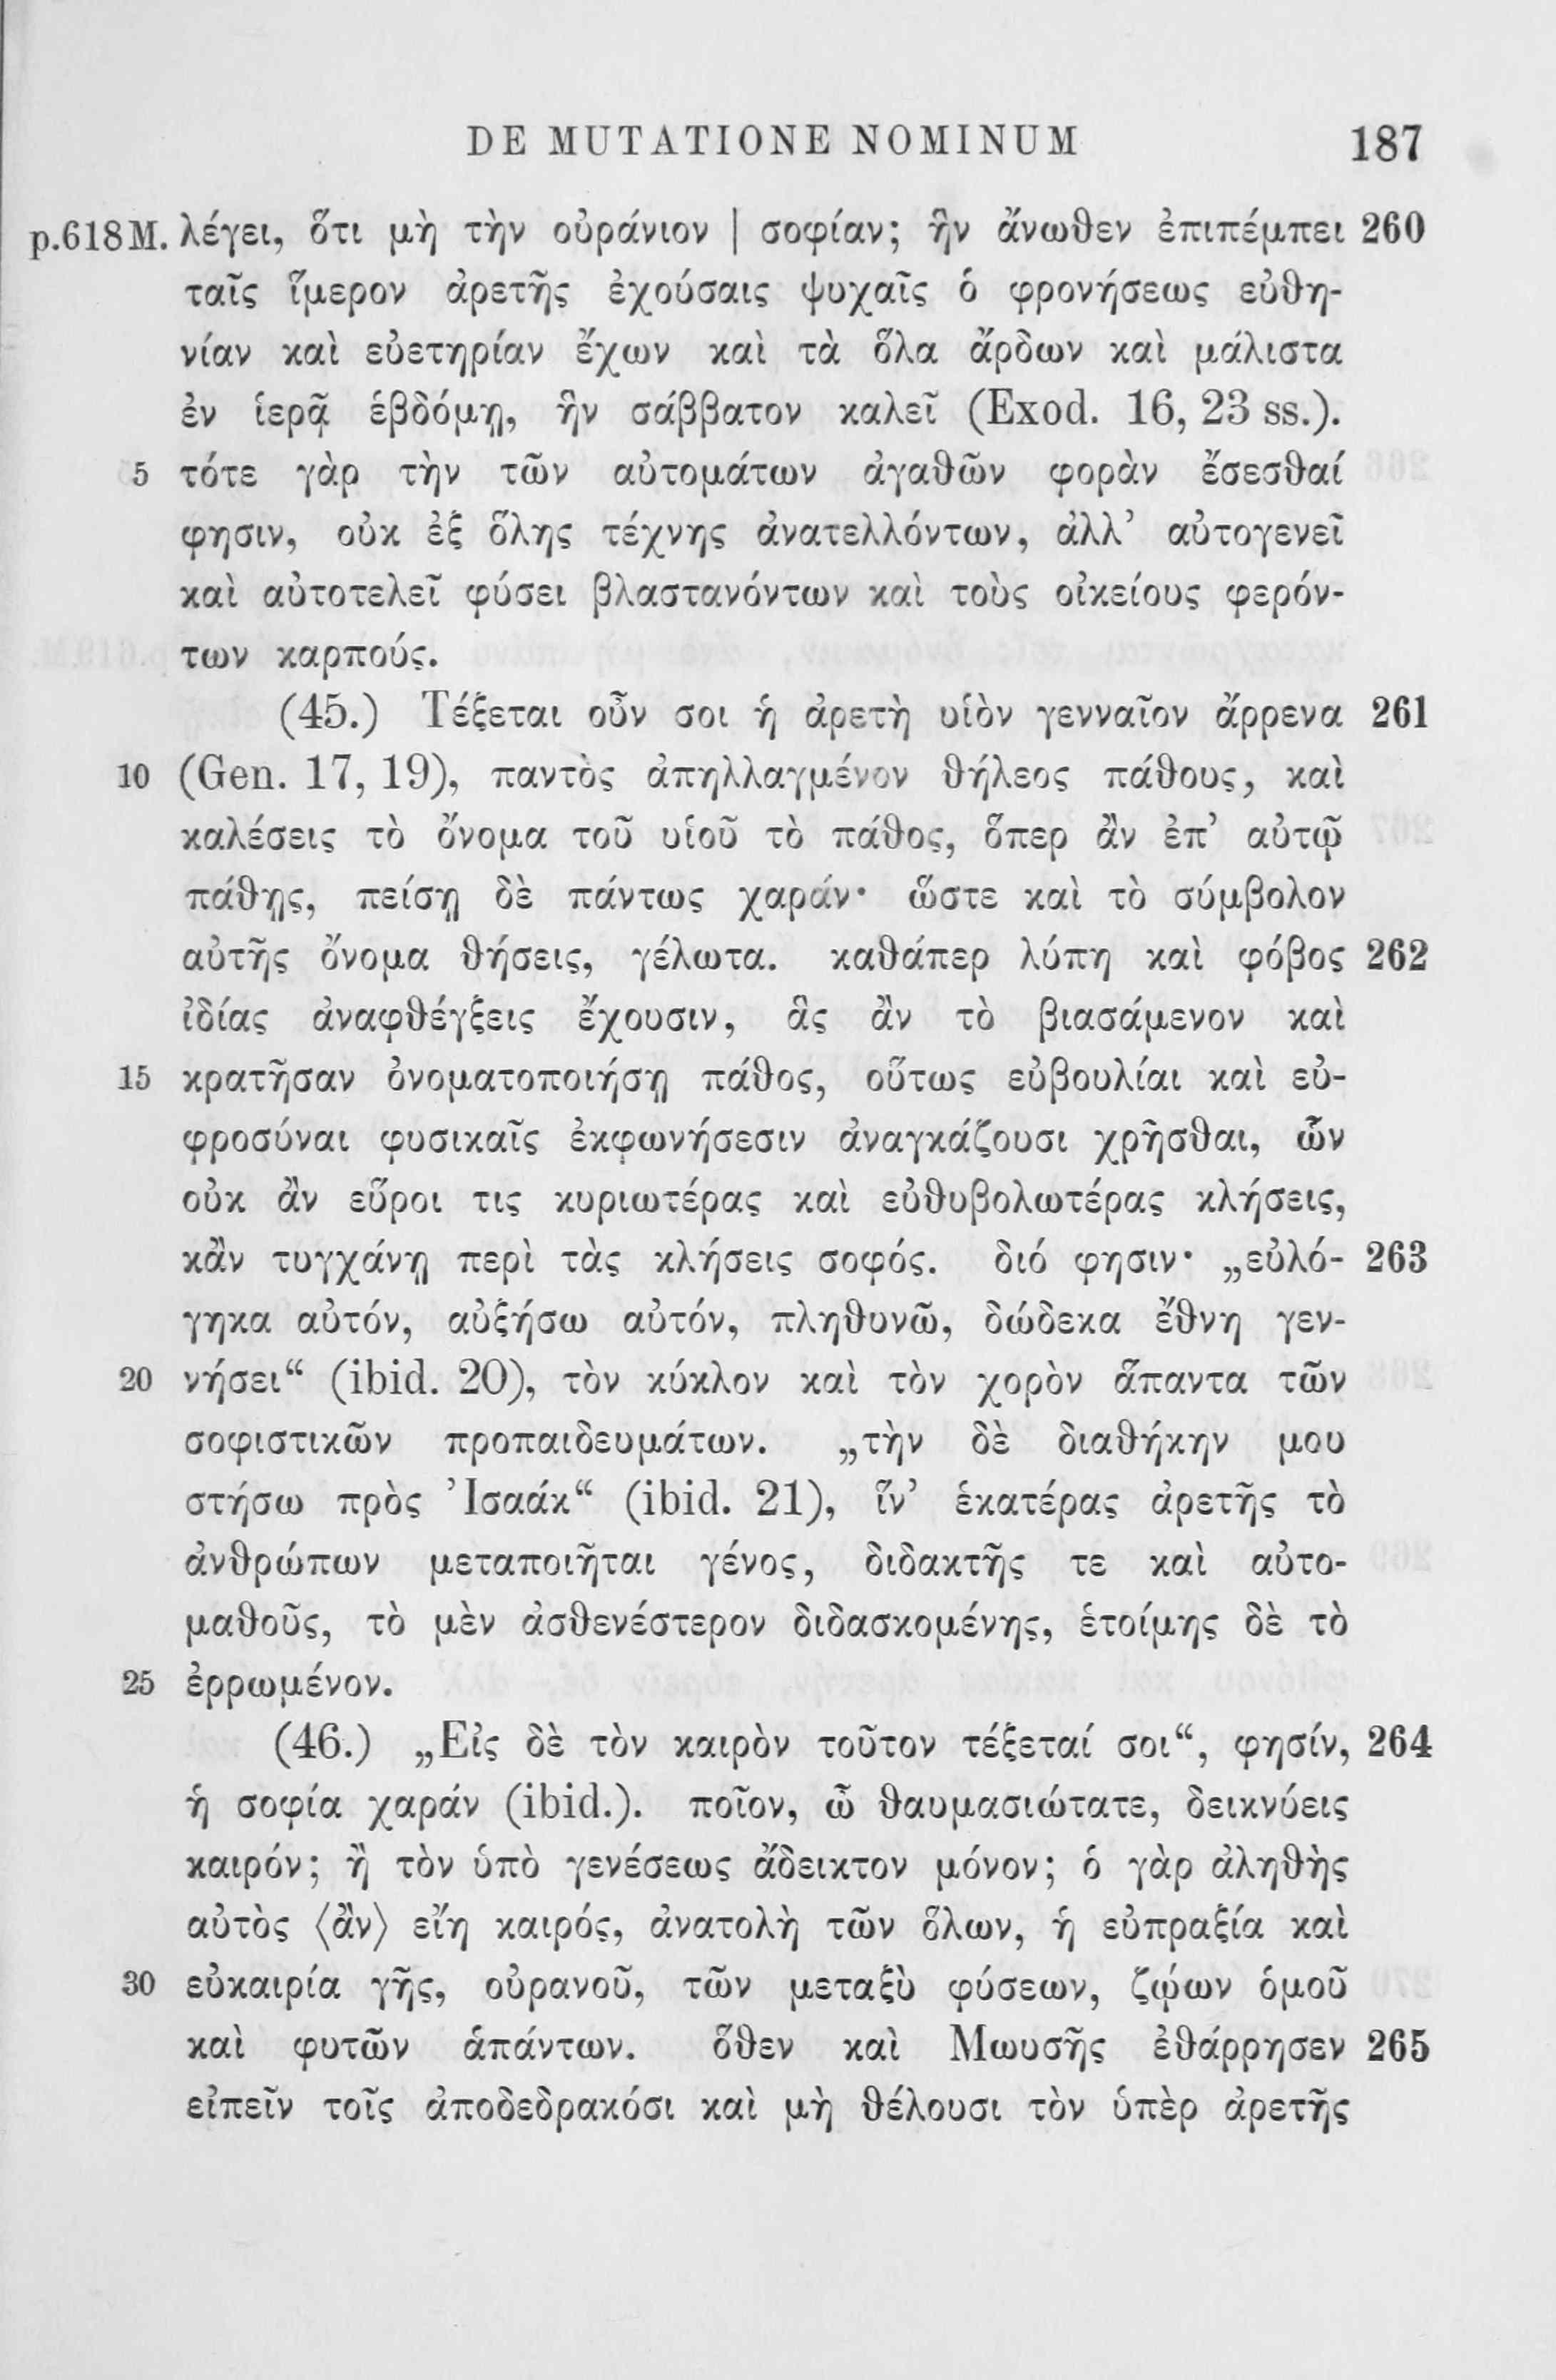 DE MUTATIONE NOMINUM 187
p.618M. λέγει, ὅτι μὴ τὴν οὐράνιον | σοφίαν; ἣν ἄνωθεν ἐπιπέμπει 260
ταῖς ἵμερον ἀρετῆς ἐχούσαις ψυχαῖς ὁ φρονήσεως εὐθη-
νίαν καὶ εὐετηρίαν ἔχων καὶ τὰ ὅλα ἄρδων καὶ μάλιστα
ἐν ἱερᾷ ἑβδόμῃ, ἣν σάββατον καλεῖ (Exod. 16, 23 ss.).
5 τότε γὰρ τὴν τῶν αὐτομάτων ἀγαθῶν φορὰν ἔσεσθαί
φησιν, οὐκ ἐξ ὅλης τέχνης ἀνατελλόντων, ἀλλ’ αὐτογενεῖ
καὶ αὐτοτελεῖ φύσει βλαστανόντων καὶ τοὺς οἰκείους φερόν-
των καρπούς.
(45.) Τέξεται οὖν σοι ἡ ἀρετὴ υἱὸν γενναῖον ἄρρενα 261
10 (Gen. 17, 19), παντὸς ἀπηλλαγμένον θήλεος πάθους, καὶ
καλέσεις τὸ ὄνομα τοῦ υἱοῦ τὸ πάθος, ὅπερ ἂν ἐπ’ αὐτῷ
πάθῃς, πείσῃ δὲ πάντως χαράν· ὥστε καὶ τὸ σύμβολον
αὐτῆς ὄνομα θήσεις, γέλωτα. καθάπερ λύπη καὶ φόβος 262
ἰδίας ἀναφθέγξεις ἔχουσιν, ἃς ἂν τὸ βιασάμενον καὶ
15 κρατῆσαν ὀνοματοποιήσῃ πάθος, οὕτως εὐβουλίαι καὶ εὐ-
φροσύναι φυσικαῖς ἐκφωνήσεσιν ἀναγκάζουσι χρῆσθαι, ὧν
οὐκ ἂν εὕροι τις κυριωτέρας καὶ εὐθυβολωτέρας κλήσεις,
κἂν τυγχάνῃ περὶ τὰς κλήσεις σοφός. διό φησιν· „εὐλό- 263
γηκα αὐτόν, αὐξήσω αὐτόν, πληθυνῶ, δώδεκα ἔθνη γεν-
20 νήσει“ (ibid. 20), τὸν κύκλον καὶ τὸν χορὸν ἅπαντα τῶν
σοφιστικῶν προπαιδευμάτων. „τὴν δὲ διαθήκην μου
στήσω πρὸς Ἰσαάκ“ (ibid. 21), ἵν’ ἑκατέρας ἀρετῆς τὸ
ἀνθρώπων μεταποιῆται γένος, διδακτῆς τε καὶ αὐτο-
μαθοῦς, τὸ μὲν ἀσθενέστερον διδασκομένης, ἑτοίμης δὲ τὸ
25 ἐρρωμένον.
(46.) „Εἰς δὲ τὸν καιρὸν τοῦτον τέξεταί σοι“, φησίν, 264
ἡ σοφία χαράν (ibid.). ποῖον, ὦ θαυμασιώτατε, δεικνύεις
καιρόν; ἢ τὸν ὑπὸ γενέσεως ἄδεικτον μόνον; ὁ γὰρ ἀληθὴς
αὐτὸς ⟨ἂν⟩ εἴη καιρός, ἀνατολὴ τῶν ὅλων, ἡ εὐπραξία καὶ
30 εὐκαιρία γῆς, οὐρανοῦ, τῶν μεταξὺ φύσεων, ζῴων ὁμοῦ
καὶ φυτῶν ἁπάντων. ὅθεν καὶ Μωυσῆς ἐθάρρησεν 265
εἰπεῖν τοῖς ἀποδεδρακόσι καὶ μὴ θέλουσι τὸν ὑπὲρ ἀρετῆς